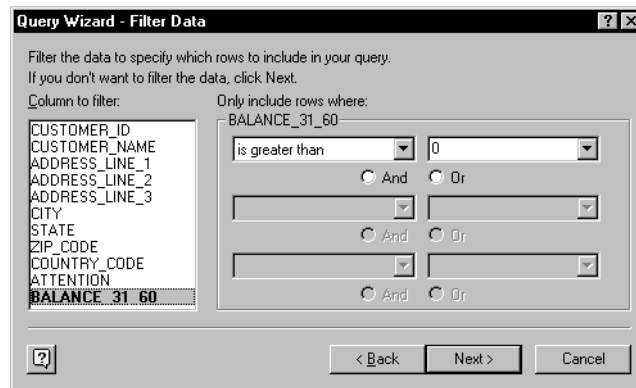 Query Wizard - Filter Data
Filter the data to specify which rows to include in your query.
If you don't want to filter the data, click Next.
Column to filter:
Only include rows where:
CUSTOMER_ID
CUSTOMER_NAME
ADDRESS_LINE_1
ADDRESS_LINE_2
ADDRESS_LINE_3
CITY
STATE
ZIP_CODE
COUNTRY_CODE
ATTENTION
BALANCE_31_60
BALANCE_31_60
is greater than
0
And Or
And Or
And Or
< Back
Next >
Cancel